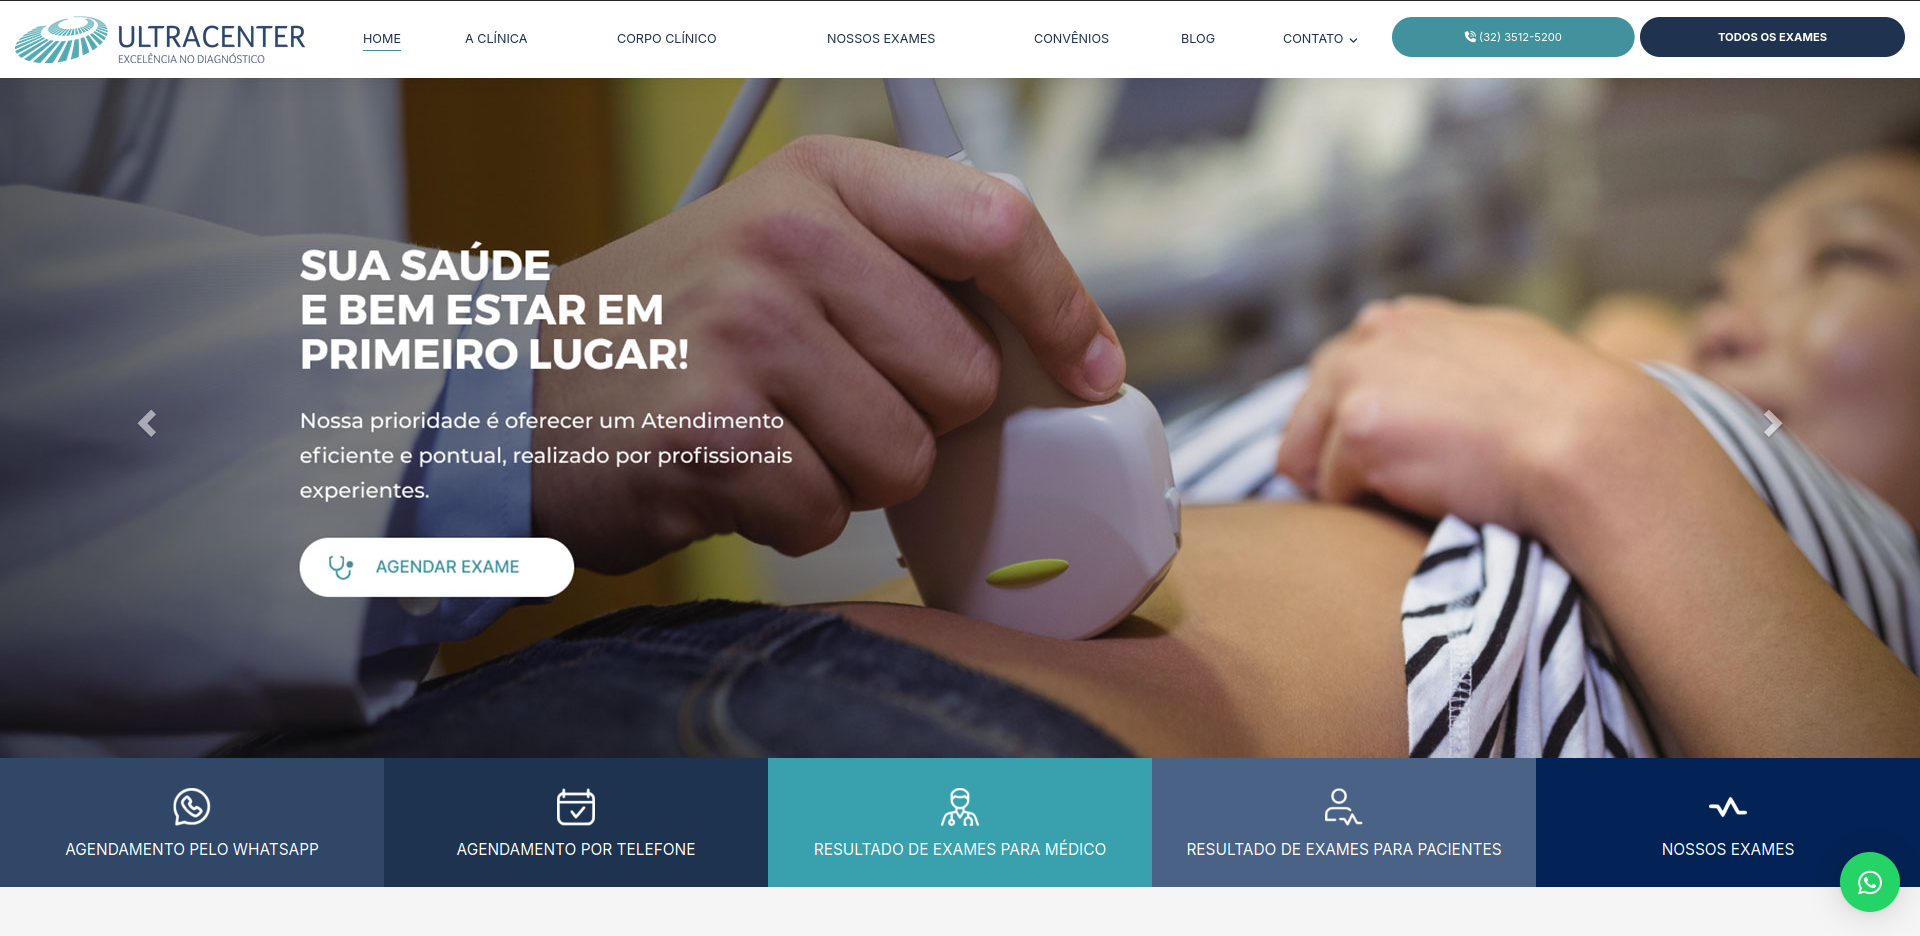 ULTRACENTER
EXCELÊNCIA NO DIAGNÓSTICO
HOME
A CLÍNICA
CORPO CLÍNICO
NOSSOS EXAMES
CONVÊNIOS
BLOG
CONTATO
(32) 3512-5200
TODOS OS EXAMES
SUA SAÚDE
E BEM ESTAR EM
PRIMEIRO LUGAR!
Nossa prioridade é oferecer um Atendimento
eficiente e pontual, realizado por profissionais
experientes.
AGENDAR EXAME
AGENDAMENTO PELO WHATSAPP
AGENDAMENTO POR TELEFONE
RESULTADO DE EXAMES PARA MÉDICO
RESULTADO DE EXAMES PARA PACIENTES
NOSSOS EXAMES